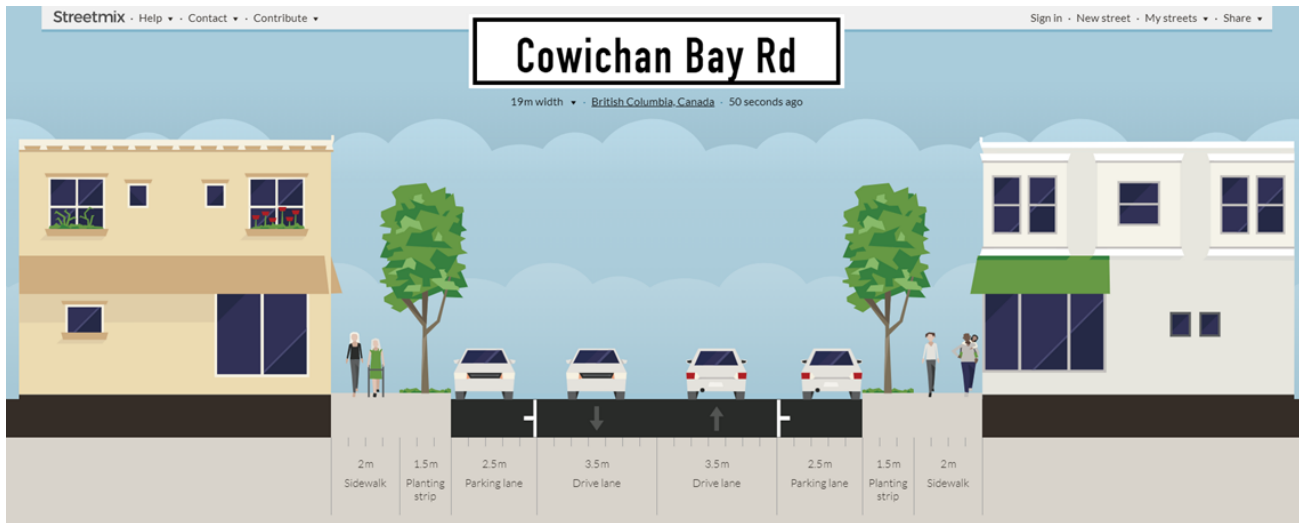 Streetmix · Help ▾ · Contact ▾ · Contribute ▾
Sign in · New street · My streets ▾ · Share ▾
Cowichan Bay Rd
19m width ▾ · British Columbia, Canada · 50 seconds ago
2m
Sidewalk
1.5m
Planting
strip
2.5m
Parking lane
3.5m
Drive lane
3.5m
Drive lane
2.5m
Parking lane
1.5m
Planting
strip
2m
Sidewalk